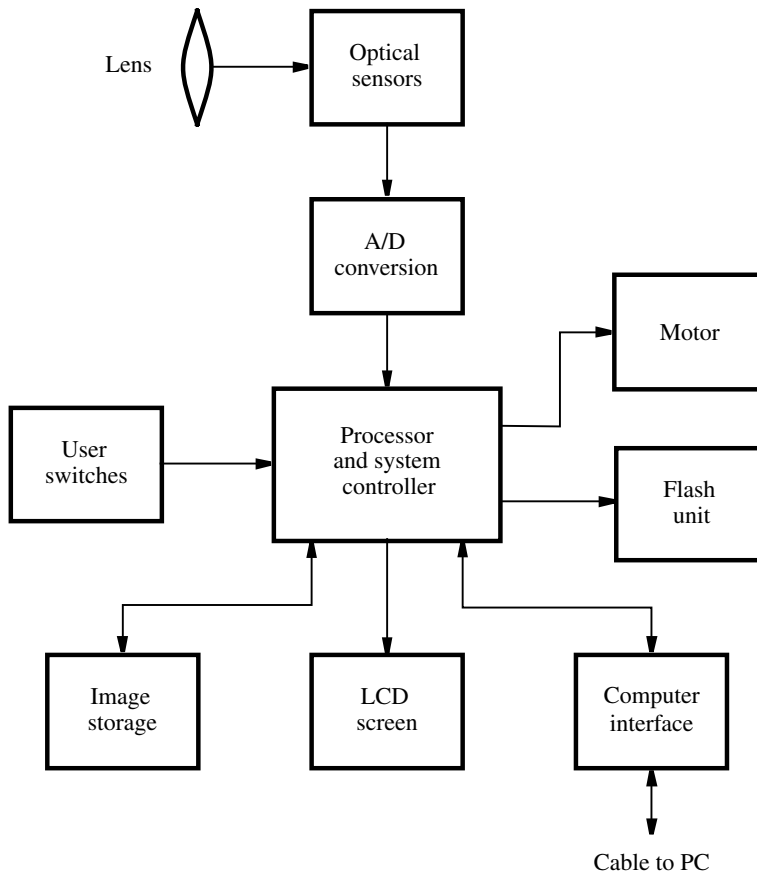 Lens
Optical
sensors
A/D
conversion
Motor
User
switches
Processor
and system
controller
Flash
unit
Image
storage
LCD
screen
Computer
interface
Cable to PC